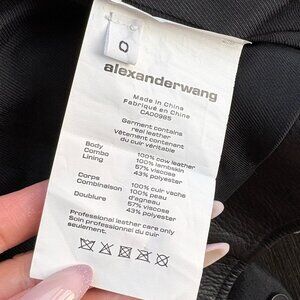 0
alexanderwang
Made in China
Fabriqué en China
CA00985
Garment contains
real leather
Vêtement contenant
du cuir véritable
Body 100% cow leather
Combo 100% lambskin
Lining 57% viscose
43% polyester
Corps 100% cuir vache
Combinaison 100% peau
d'agneau
Doublure 57% viscose
43% polyester
Professional leather care only
Soin professionnel du cuir
seulement.